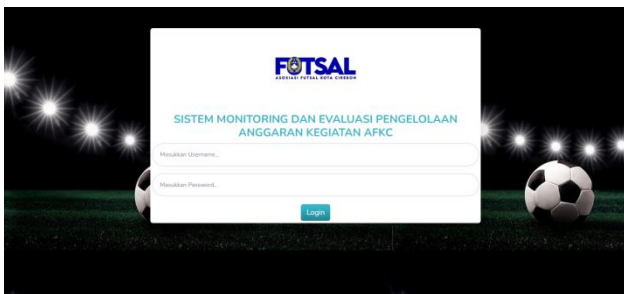 FUTSAL
ASOSIASI FUTSAL KOTA CIREBON
SISTEM MONITORING DAN EVALUASI PENGELOLAAN
ANGGARAN KEGIATAN AFKC
Masukkan Username...
Masukkan Password..
Login